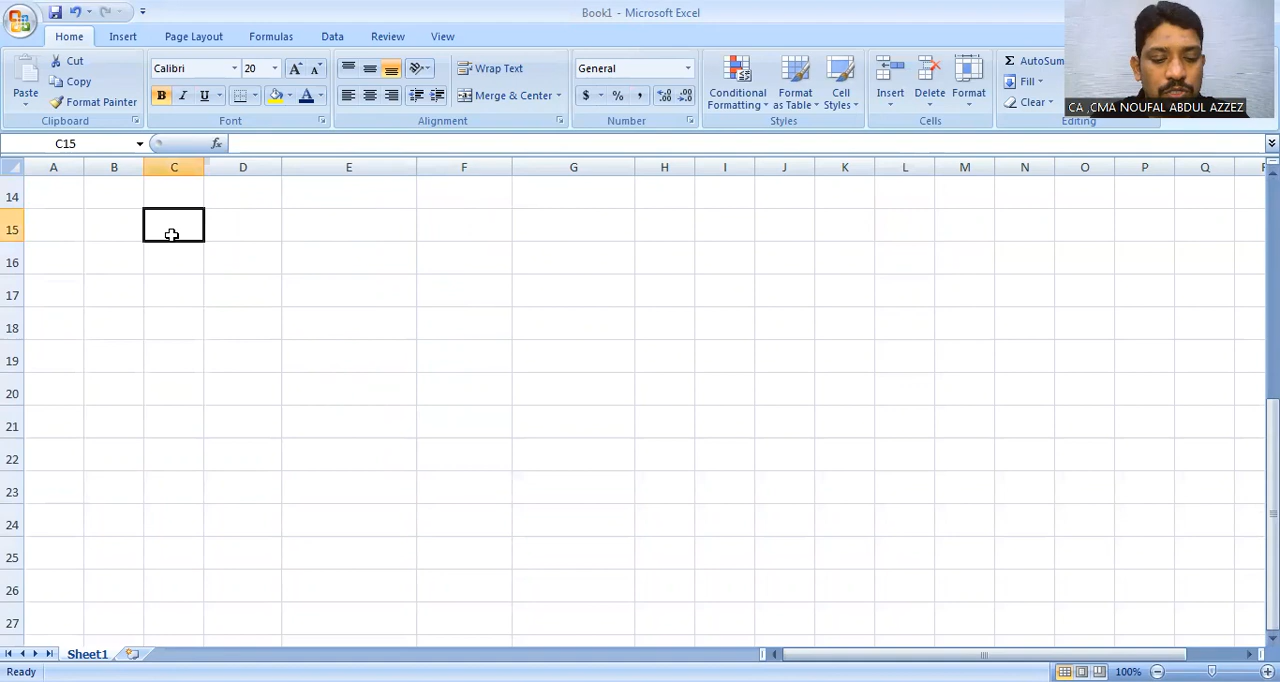 Book1 - Microsoft Excel
Home Insert Page Layout Formulas Data Review View
Paste
Cut
Copy
Format Painter
Clipboard
Calibri 20
B I U
Font
Wrap Text
Merge & Center
Alignment
General
$ % ,
Number
Conditional Formatting
Format as Table
Cell Styles
Styles
Insert Delete Format
Cells
Σ AutoSum
Fill
Clear
Editing
CA ,CMA NOUFAL ABDUL AZZEZ
C15 fx
A B C D E F G H I J K L M N O P Q
14
15
16
17
18
19
20
21
22
23
24
25
26
27
Sheet1
Ready 100%